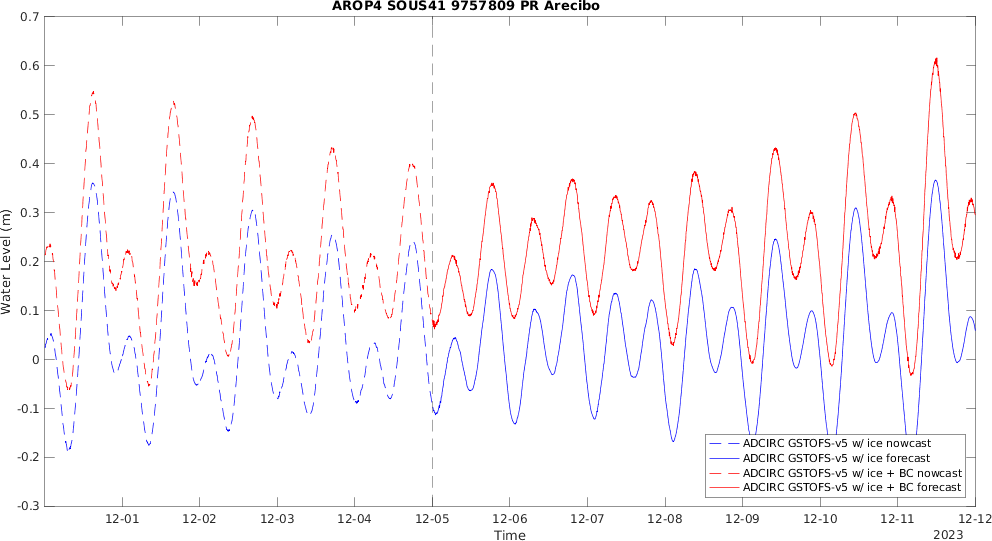 AROP4 SOUS41 9757809 PR Arecibo
0.7
0.6
0.5
0.4
0.3
0.2
0.1
0
-0.1
-0.2
-0.3
Water Level (m)
12-01 12-02 12-03 12-04 12-05 12-06 12-07 12-08 12-09 12-10 12-11 12-12
Time
2023
ADCIRC GSTOFS-v5 w/ ice nowcast
ADCIRC GSTOFS-v5 w/ ice forecast
ADCIRC GSTOFS-v5 w/ ice + BC nowcast
ADCIRC GSTOFS-v5 w/ ice + BC forecast